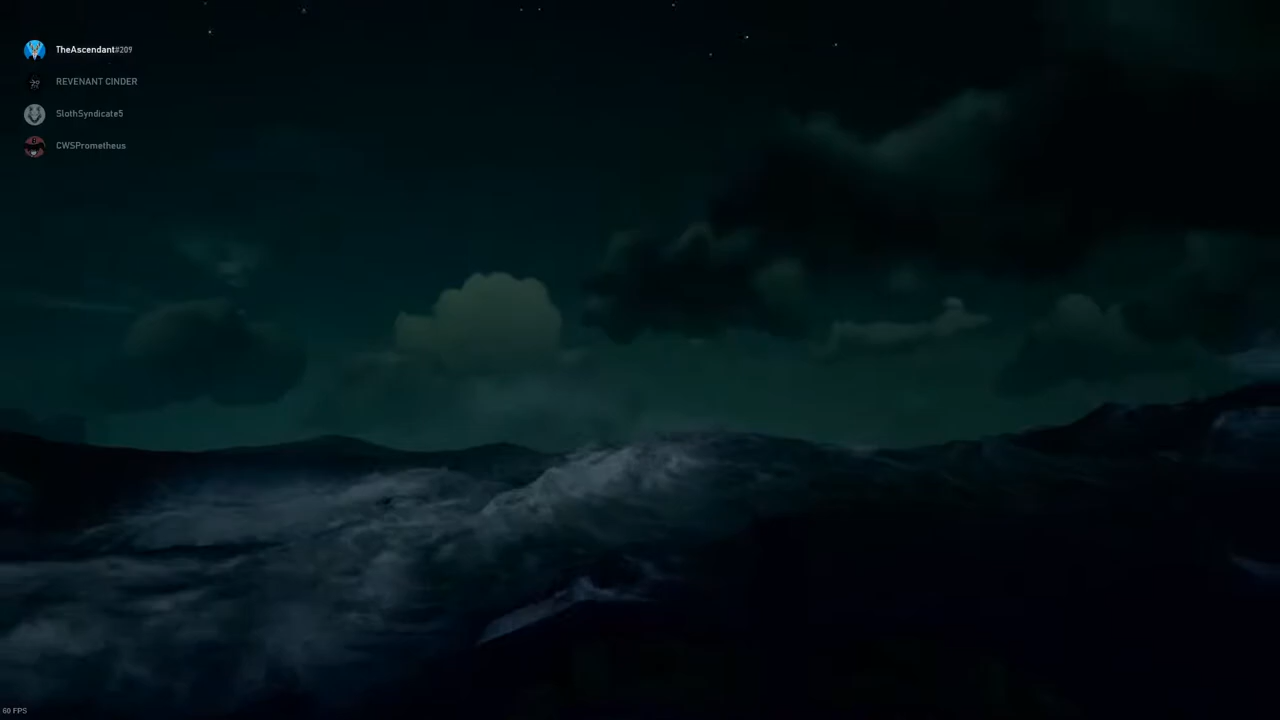 TheAscendant#209
REVENANT CINDER
SlothSyndicate5
CWSPrometheus
60 FPS